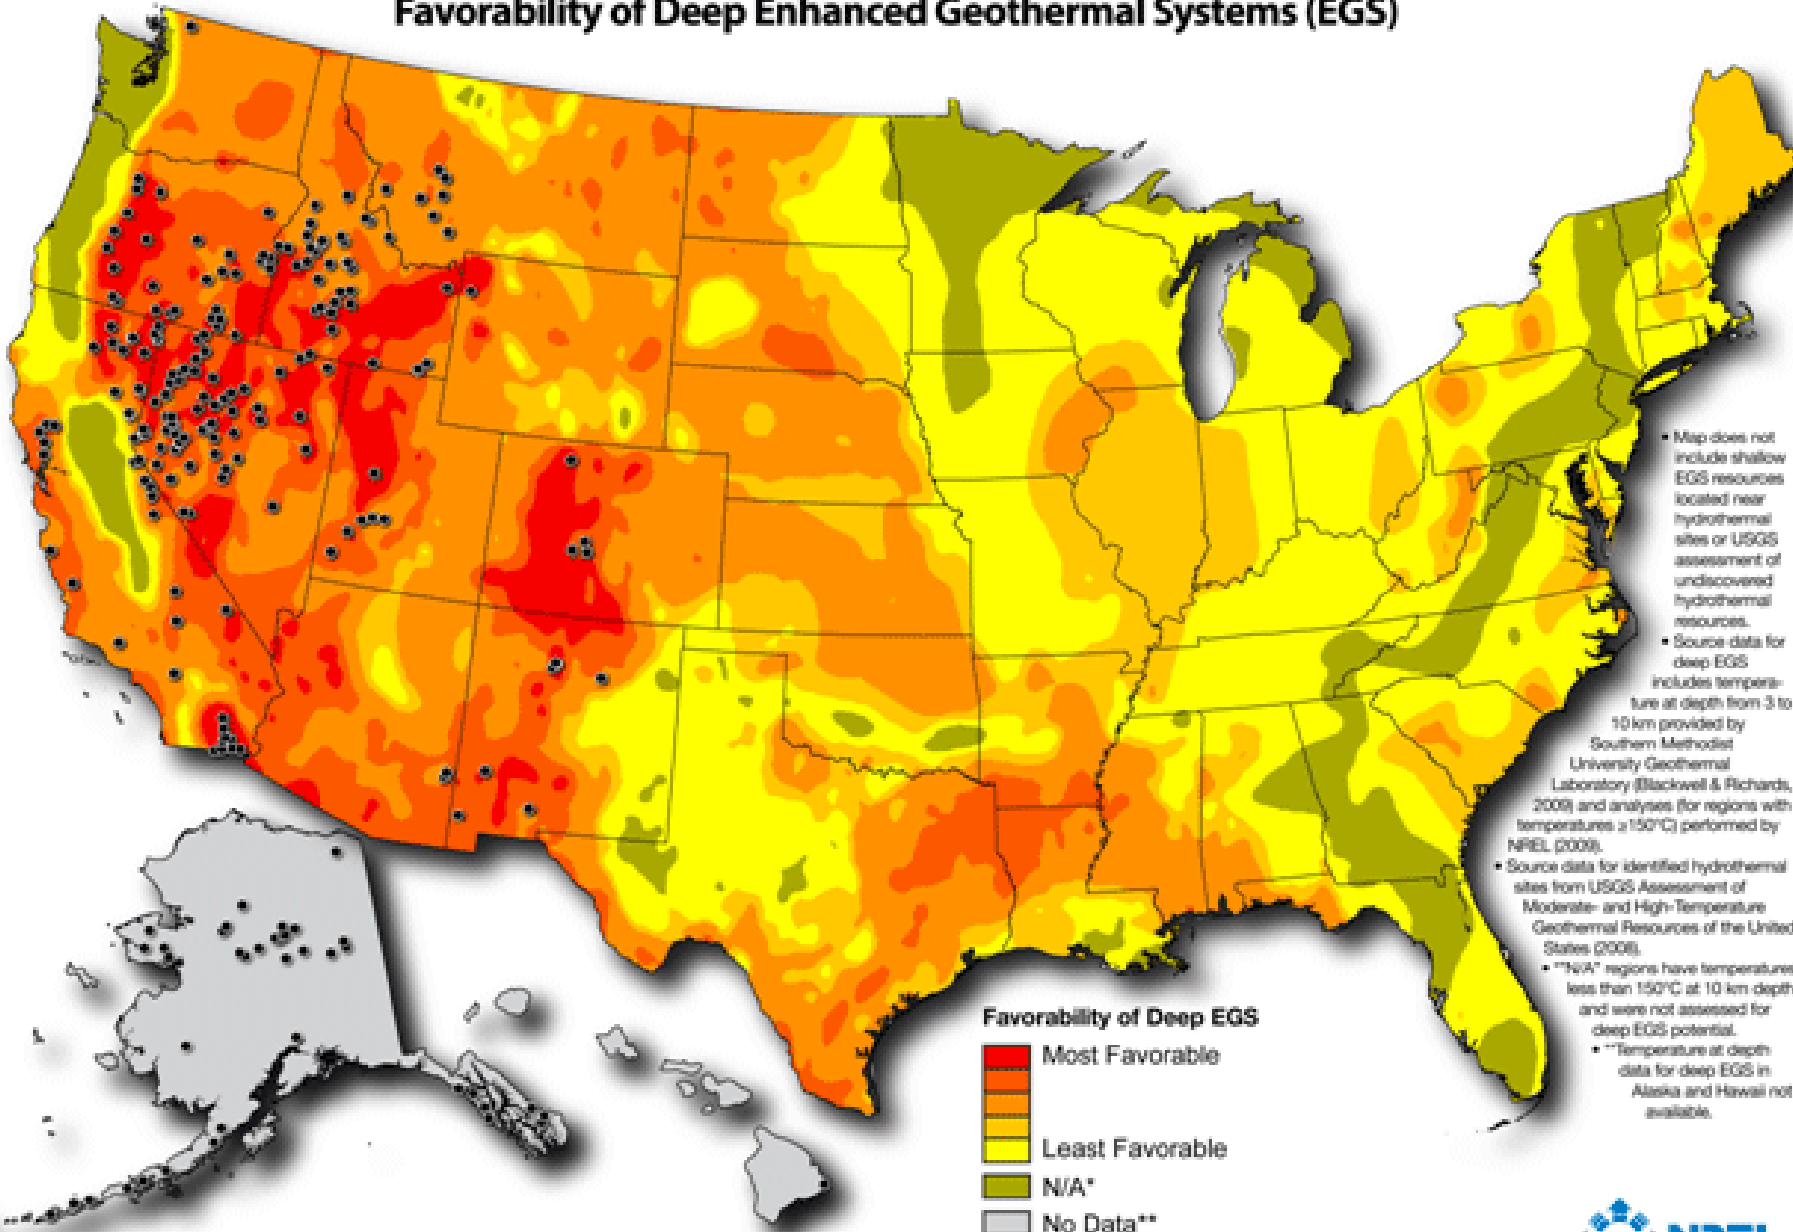 Favorability of Deep Enhanced Geothermal Systems (EGS)
• Map does not
include shallow
EGS resources
located near
hydrothermal
sites or USGS
assessment of
undiscovered
hydrothermal
resources.
• Source data for
deep EGS
includes tempera-
ture at depth from 3 to
10 km provided by
Southern Methodist
University Geothermal
Laboratory (Blackwell & Richards,
2009) and analyses (for regions with
temperatures ≥150°C) performed by
NREL (2009).
• Source data for identified hydrothermal
sites from USGS Assessment of
Moderate- and High-Temperature
Geothermal Resources of the United
States (2008).
• *"N/A" regions have temperatures
less than 150°C at 10 km depth
and were not assessed for
deep EGS potential.
• **Temperature at depth
data for deep EGS in
Alaska and Hawaii not
available.
Favorability of Deep EGS
Most Favorable
Least Favorable
N/A*
No Data**
NREL